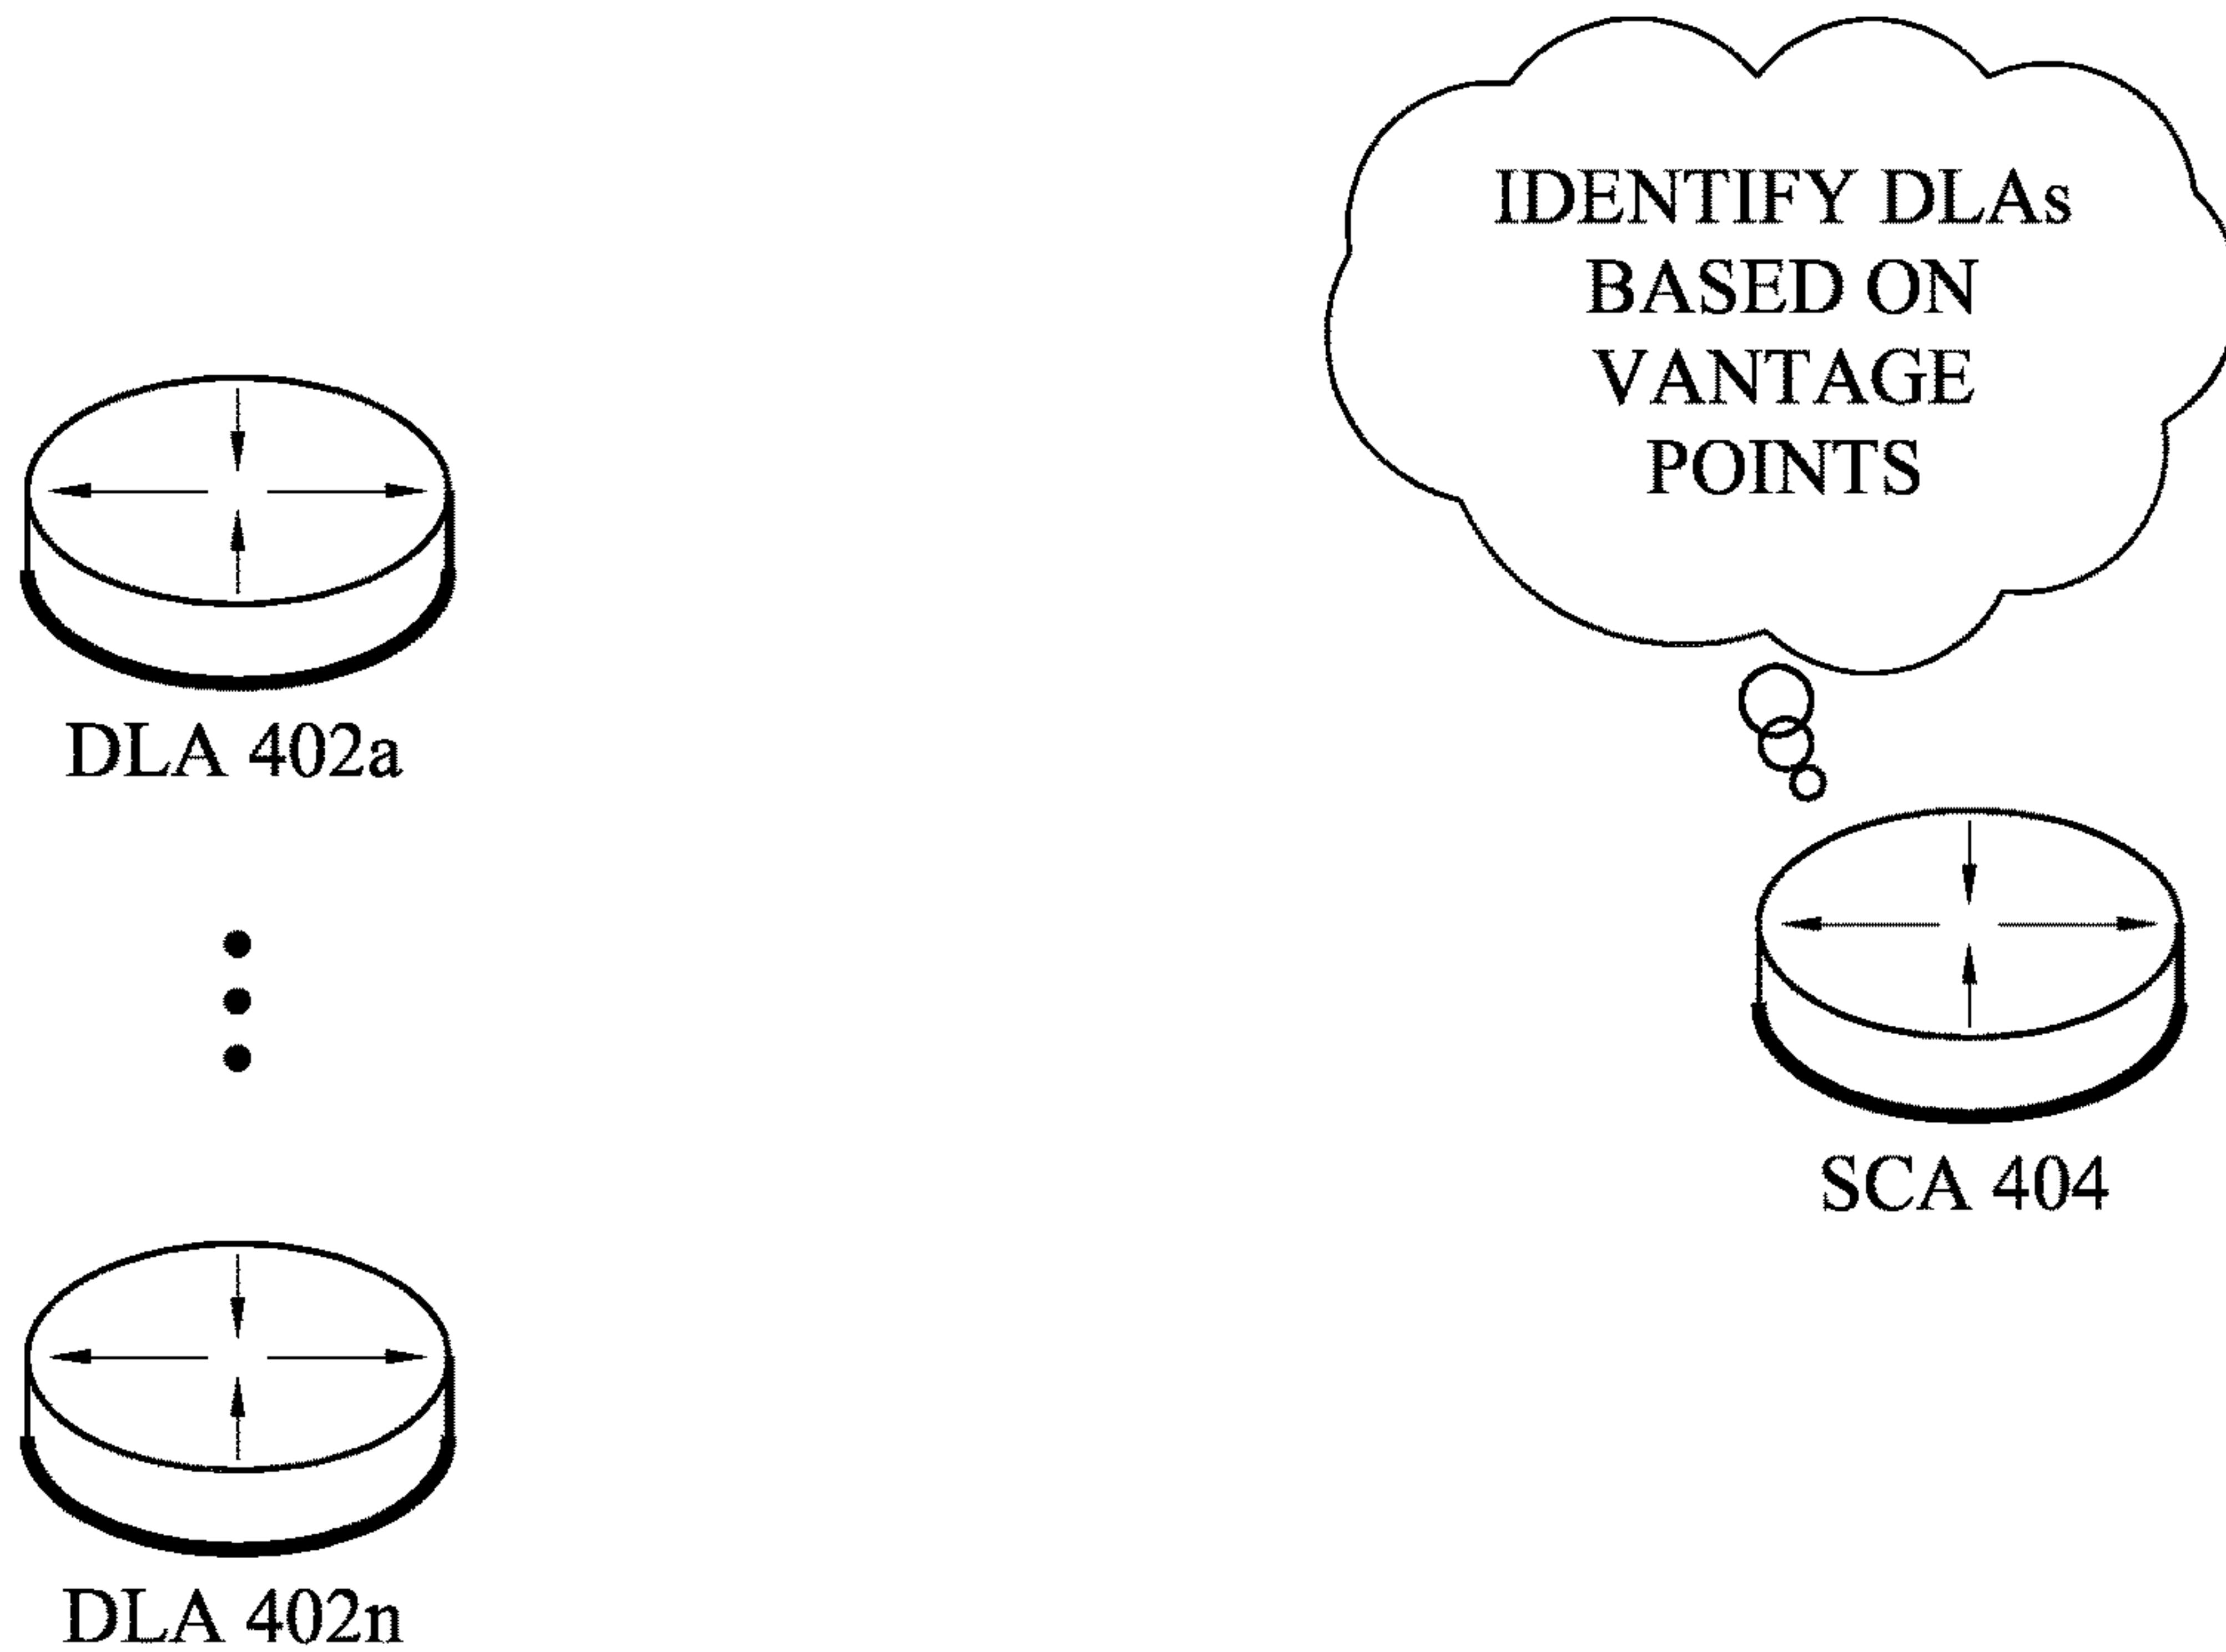 IDENTIFY DLAs
BASED ON
VANTAGE
POINTS
DLA 402a
SCA 404
DLA 402n